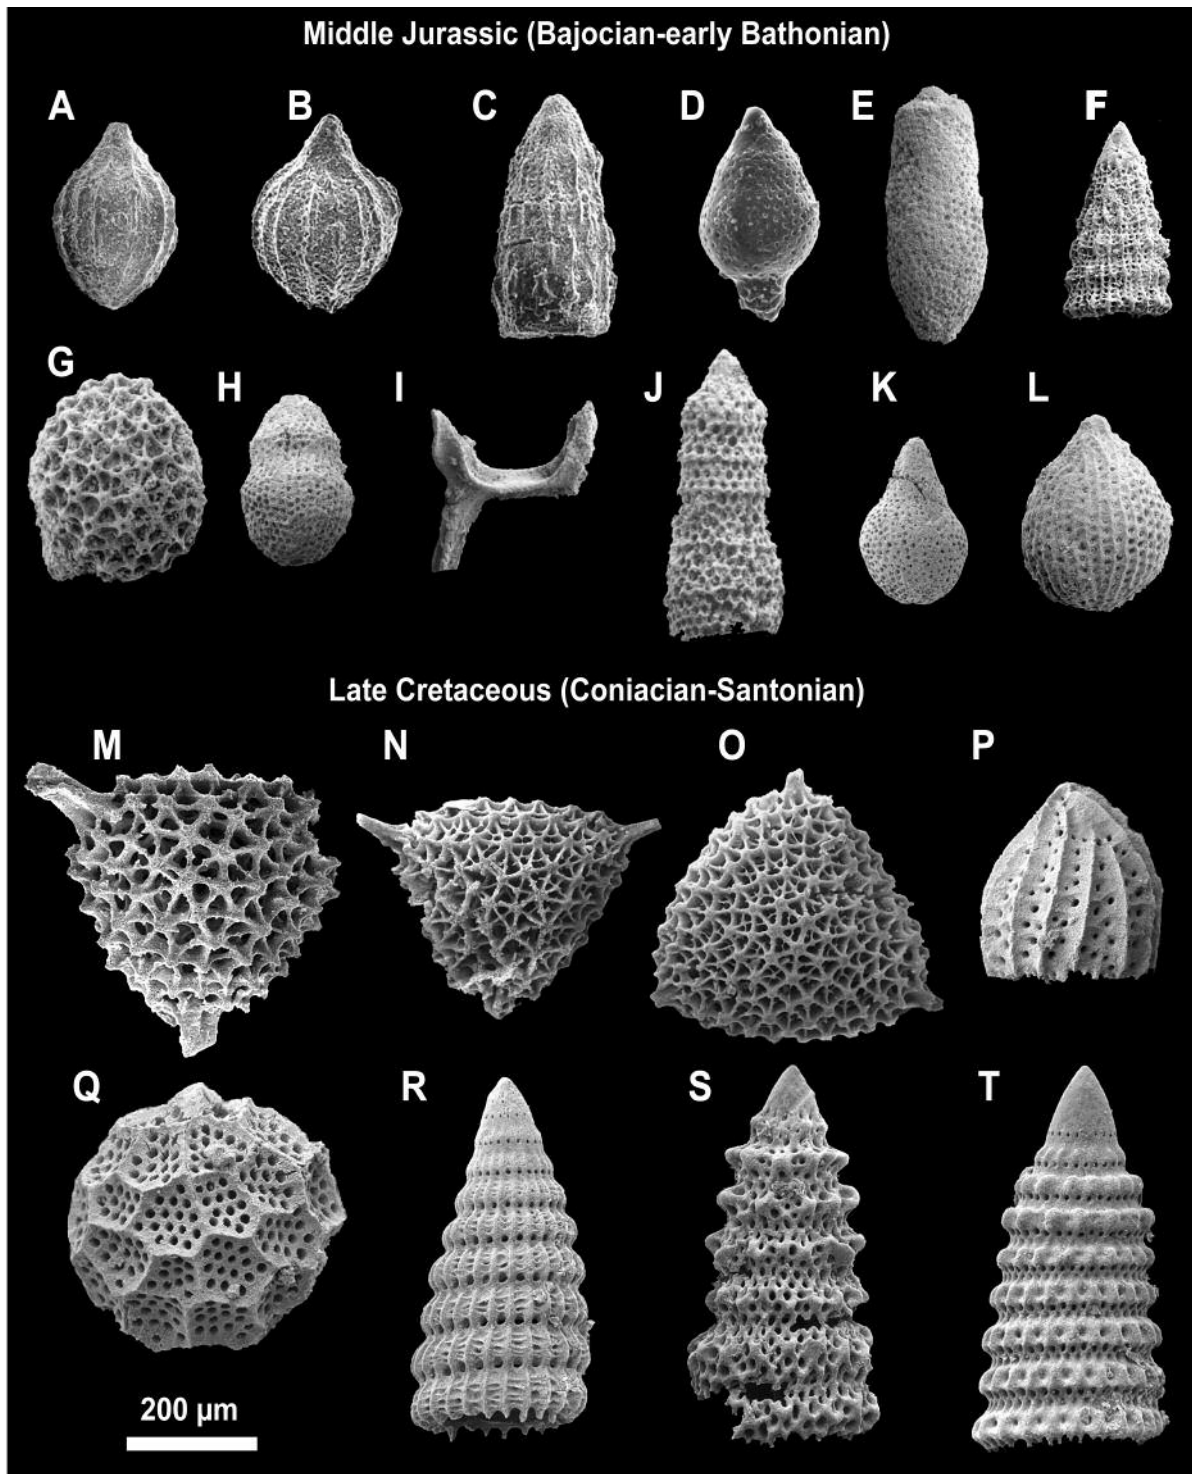 Middle Jurassic (Bajocian-early Bathonian)
A B C D E F
G H I J K L
Late Cretaceous (Coniacian-Santonian)
M N O P
Q R S T
200 µm